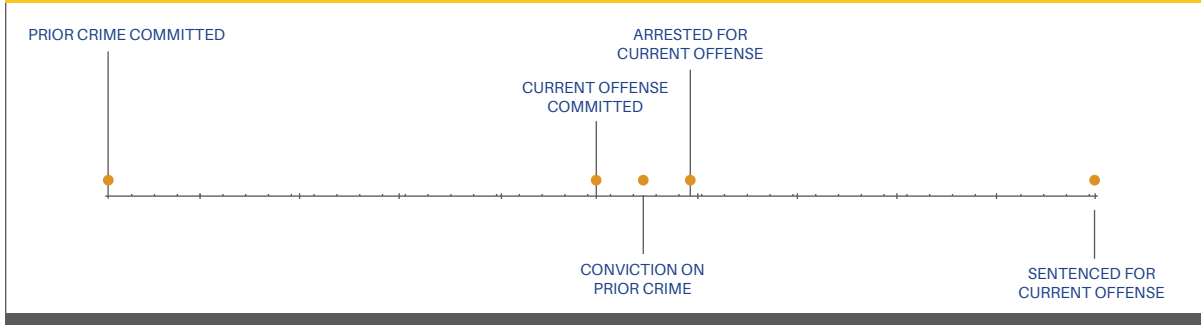 PRIOR CRIME COMMITTED
ARRESTED FOR
CURRENT OFFENSE
CURRENT OFFENSE
COMMITTED
CONVICTION ON
PRIOR CRIME
SENTENCED FOR
CURRENT OFFENSE